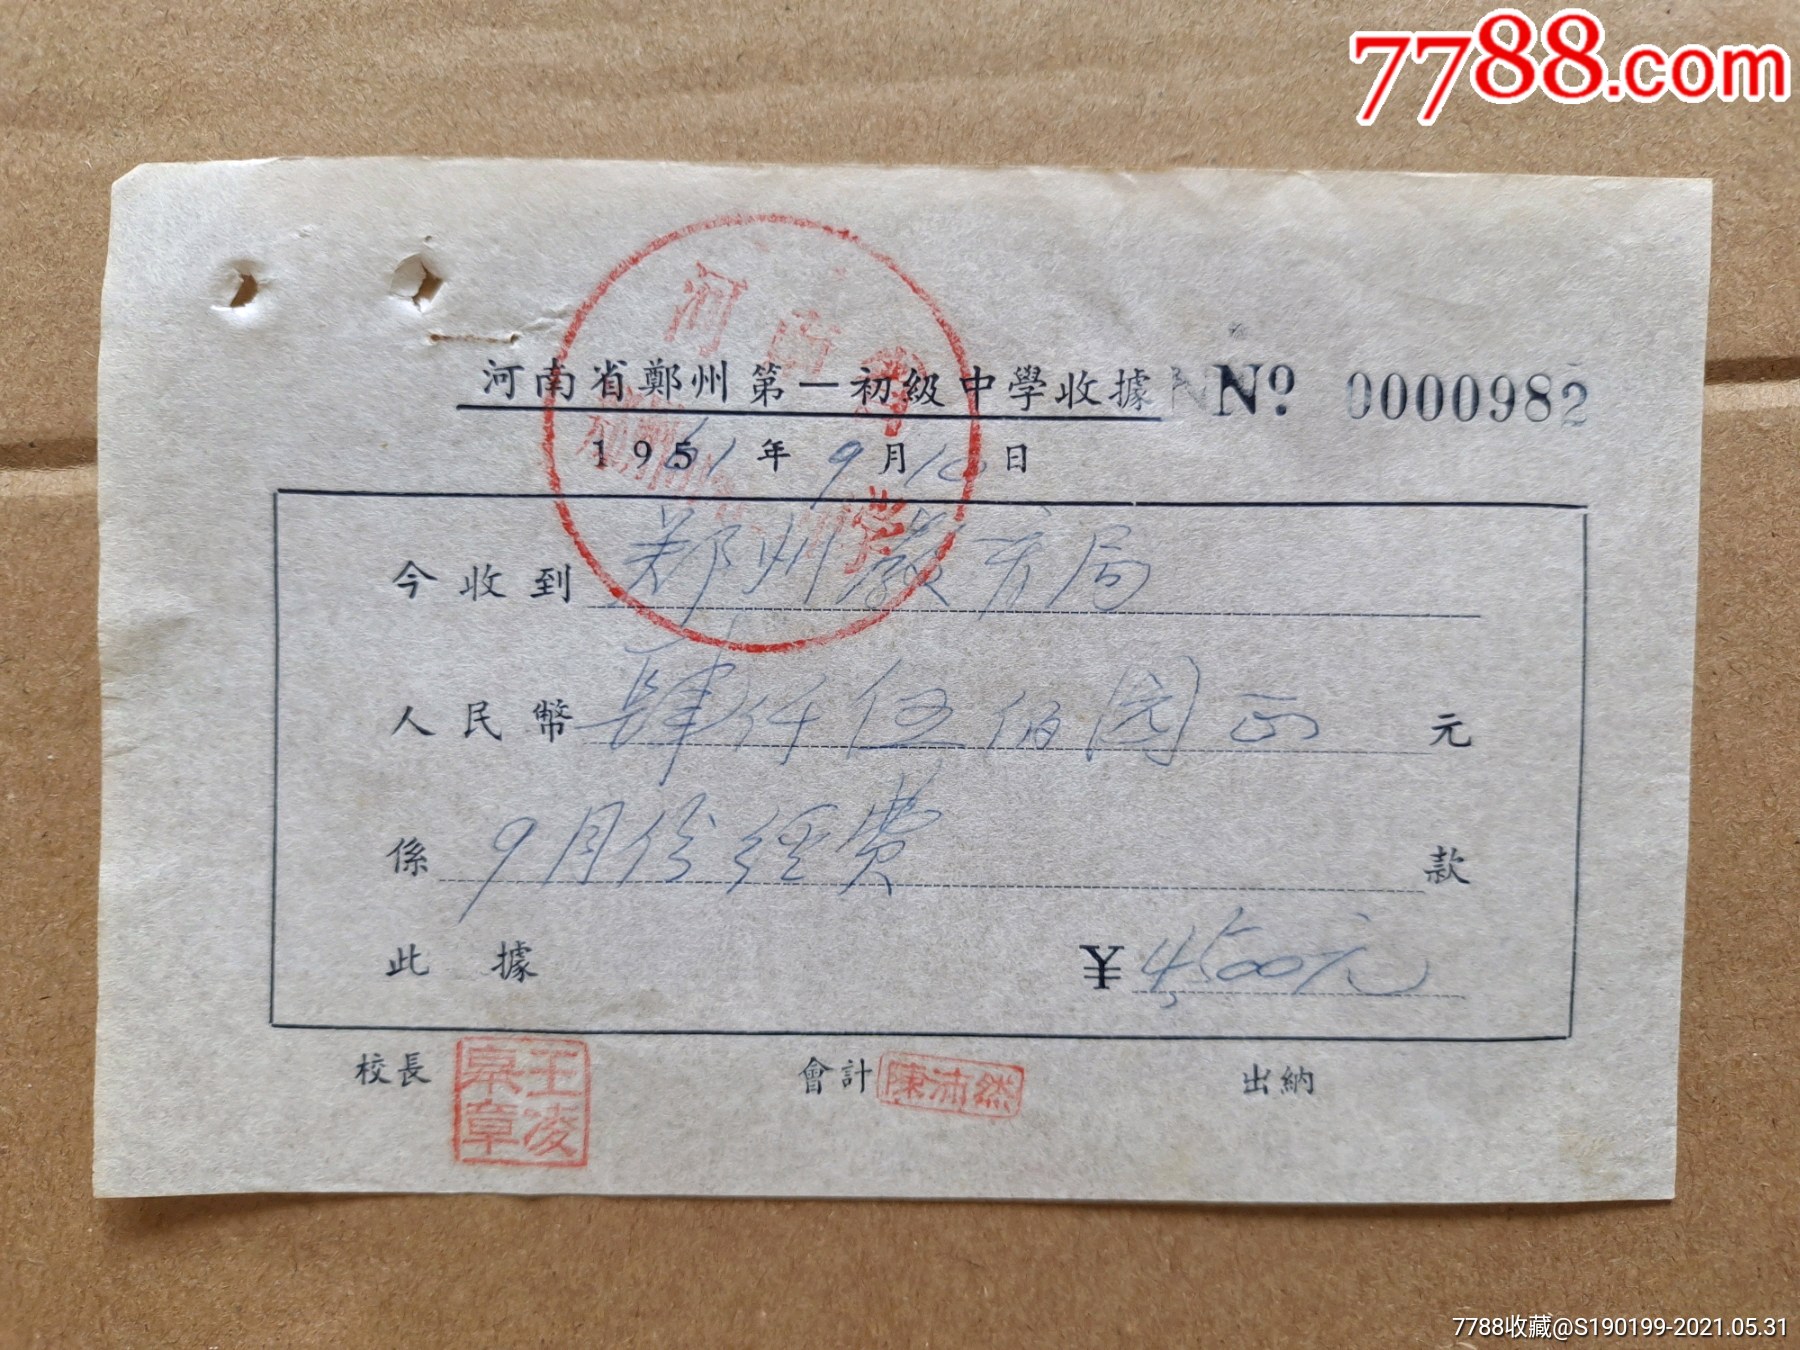 7788.com
河南省鄭州第一初級中學收據 Nº 0000982
1961年9月10日
今收到 郑州教育局
人民幣 肆仟伍佰圆正 元
係 9月份经费 款
此據 ¥4,500元
校長 王凌杲章 會計 陳沛然 出納
7788收藏@S190199-2021.05.31